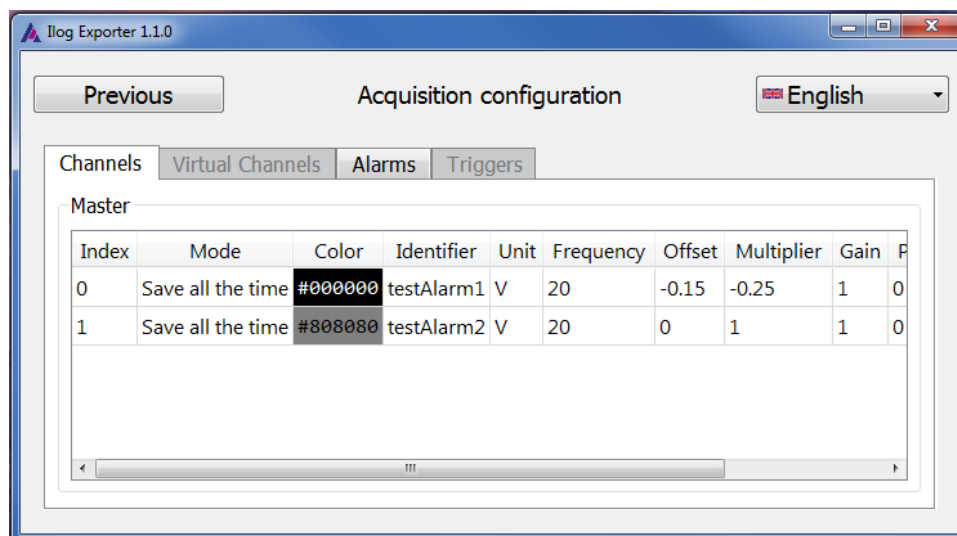 Ilog Exporter 1.1.0
Previous Acquisition configuration English
Channels Virtual Channels Alarms Triggers
Master
Index Mode Color Identifier Unit Frequency Offset Multiplier Gain P
0 Save all the time #000000 testAlarm1 V 20 -0.15 -0.25 1 0
1 Save all the time #808080 testAlarm2 V 20 0 1 1 0